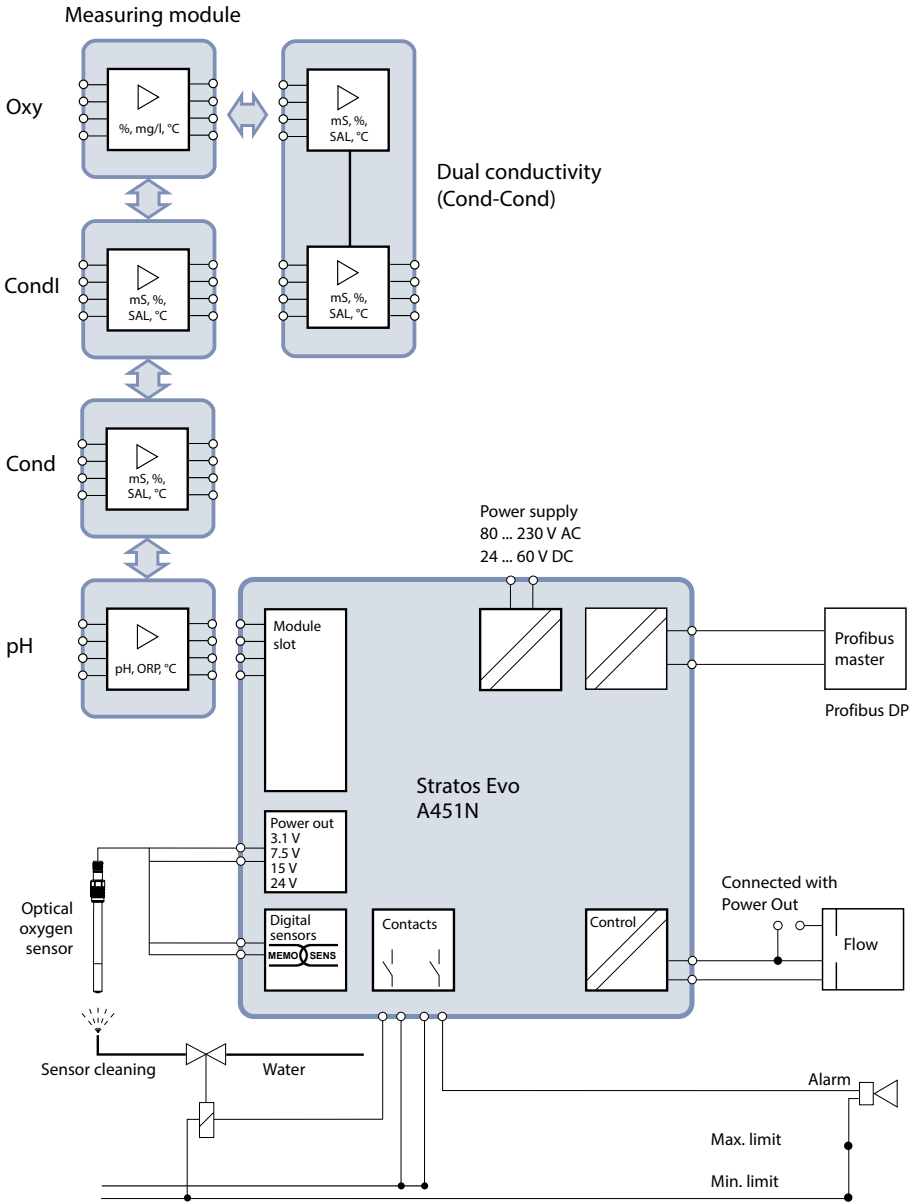 Measuring module
Oxy
%, mg/l, °C
mS, %,
SAL, °C
Dual conductivity
(Cond-Cond)
CondI
mS, %,
SAL, °C
mS, %,
SAL, °C
Cond
mS, %,
SAL, °C
Power supply
80 ... 230 V AC
24 ... 60 V DC
pH
pH, ORP, °C
Module
slot
Profibus
master
Profibus DP
Stratos Evo
A451N
Power out
3.1 V
7.5 V
15 V
24 V
Optical
oxygen
sensor
Digital
sensors
MEMO SENS
Contacts
Control
Connected with
Power Out
Flow
Sensor cleaning
Water
Alarm
Max. limit
Min. limit